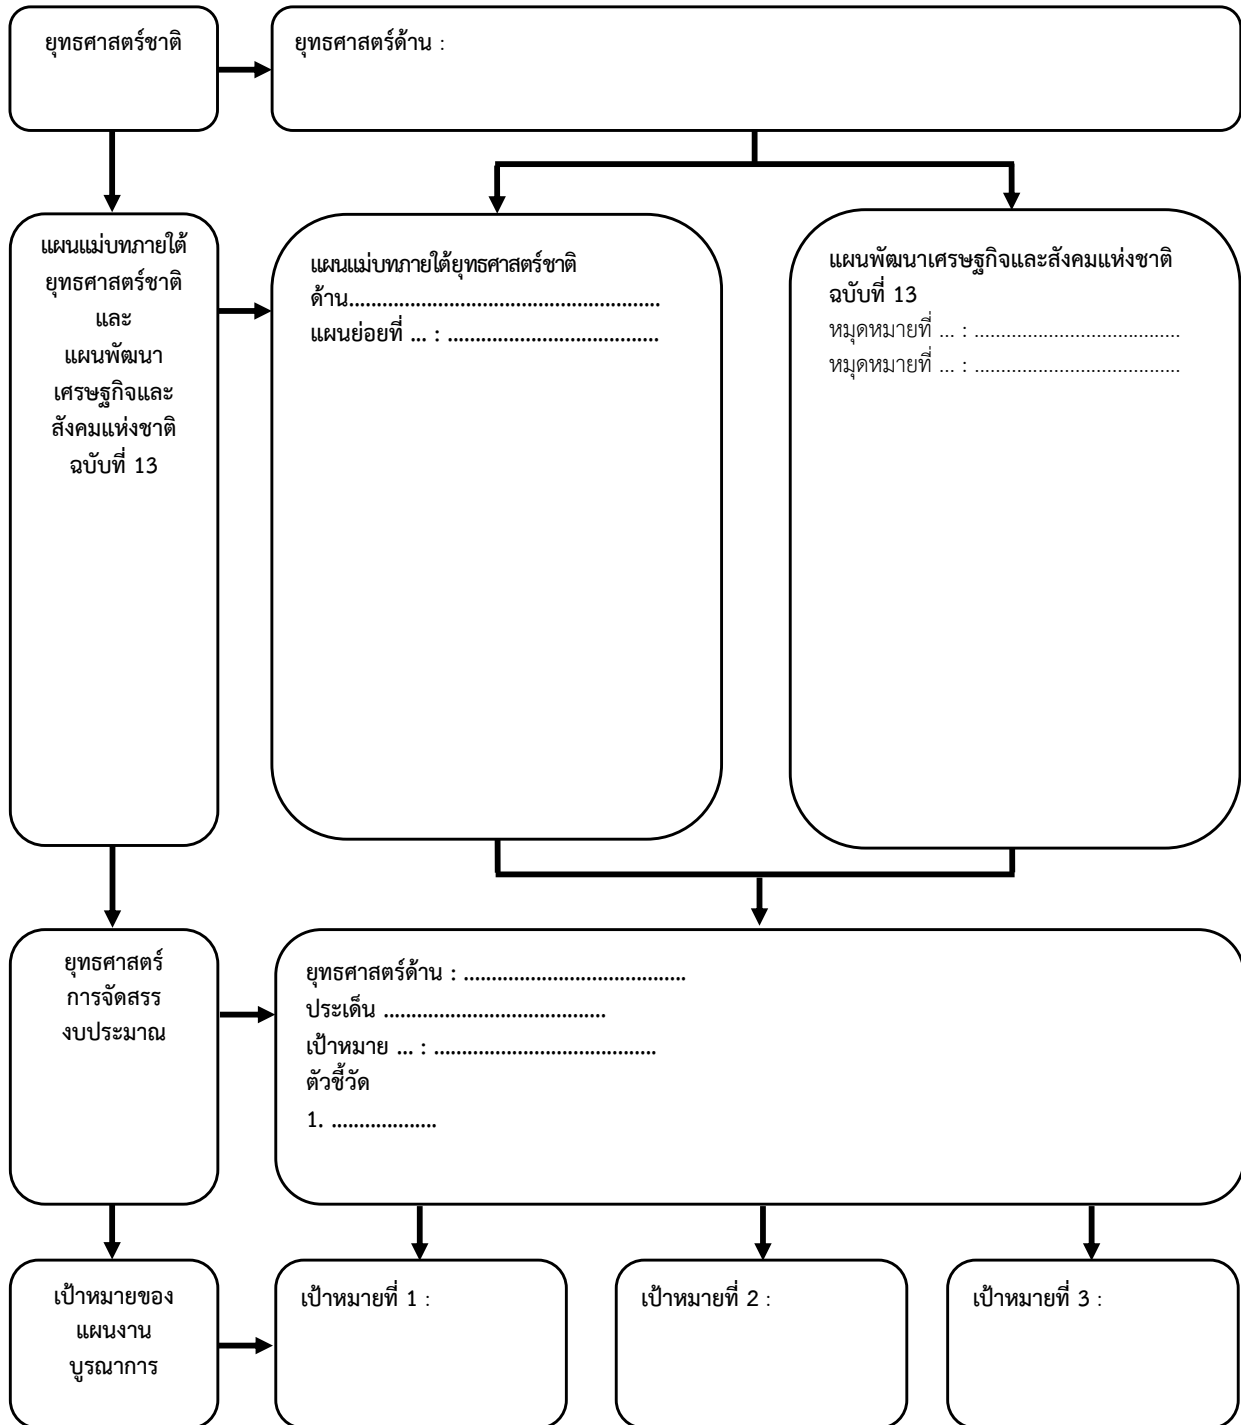 ยุทธศาสตร์ชาติ
ยุทธศาสตร์ด้าน :
แผนแม่บทภายใต้
ยุทธศาสตร์ชาติ
และ
แผนพัฒนา
เศรษฐกิจและ
สังคมแห่งชาติ
ฉบับที่ 13
แผนแม่บทภายใต้ยุทธศาสตร์ชาติ
ด้าน........................................................
แผนย่อยที่ ... : ......................................
แผนพัฒนาเศรษฐกิจและสังคมแห่งชาติ
ฉบับที่ 13
หมุดหมายที่ ... : .......................................
หมุดหมายที่ ... : .......................................
ยุทธศาสตร์
การจัดสรร
งบประมาณ
ยุทธศาสตร์ด้าน : ........................................
ประเด็น ........................................
เป้าหมาย ... : ........................................
ตัวชี้วัด
1. ...................
เป้าหมายของ
แผนงาน
บูรณาการ
เป้าหมายที่ 1 :
เป้าหมายที่ 2 :
เป้าหมายที่ 3 :